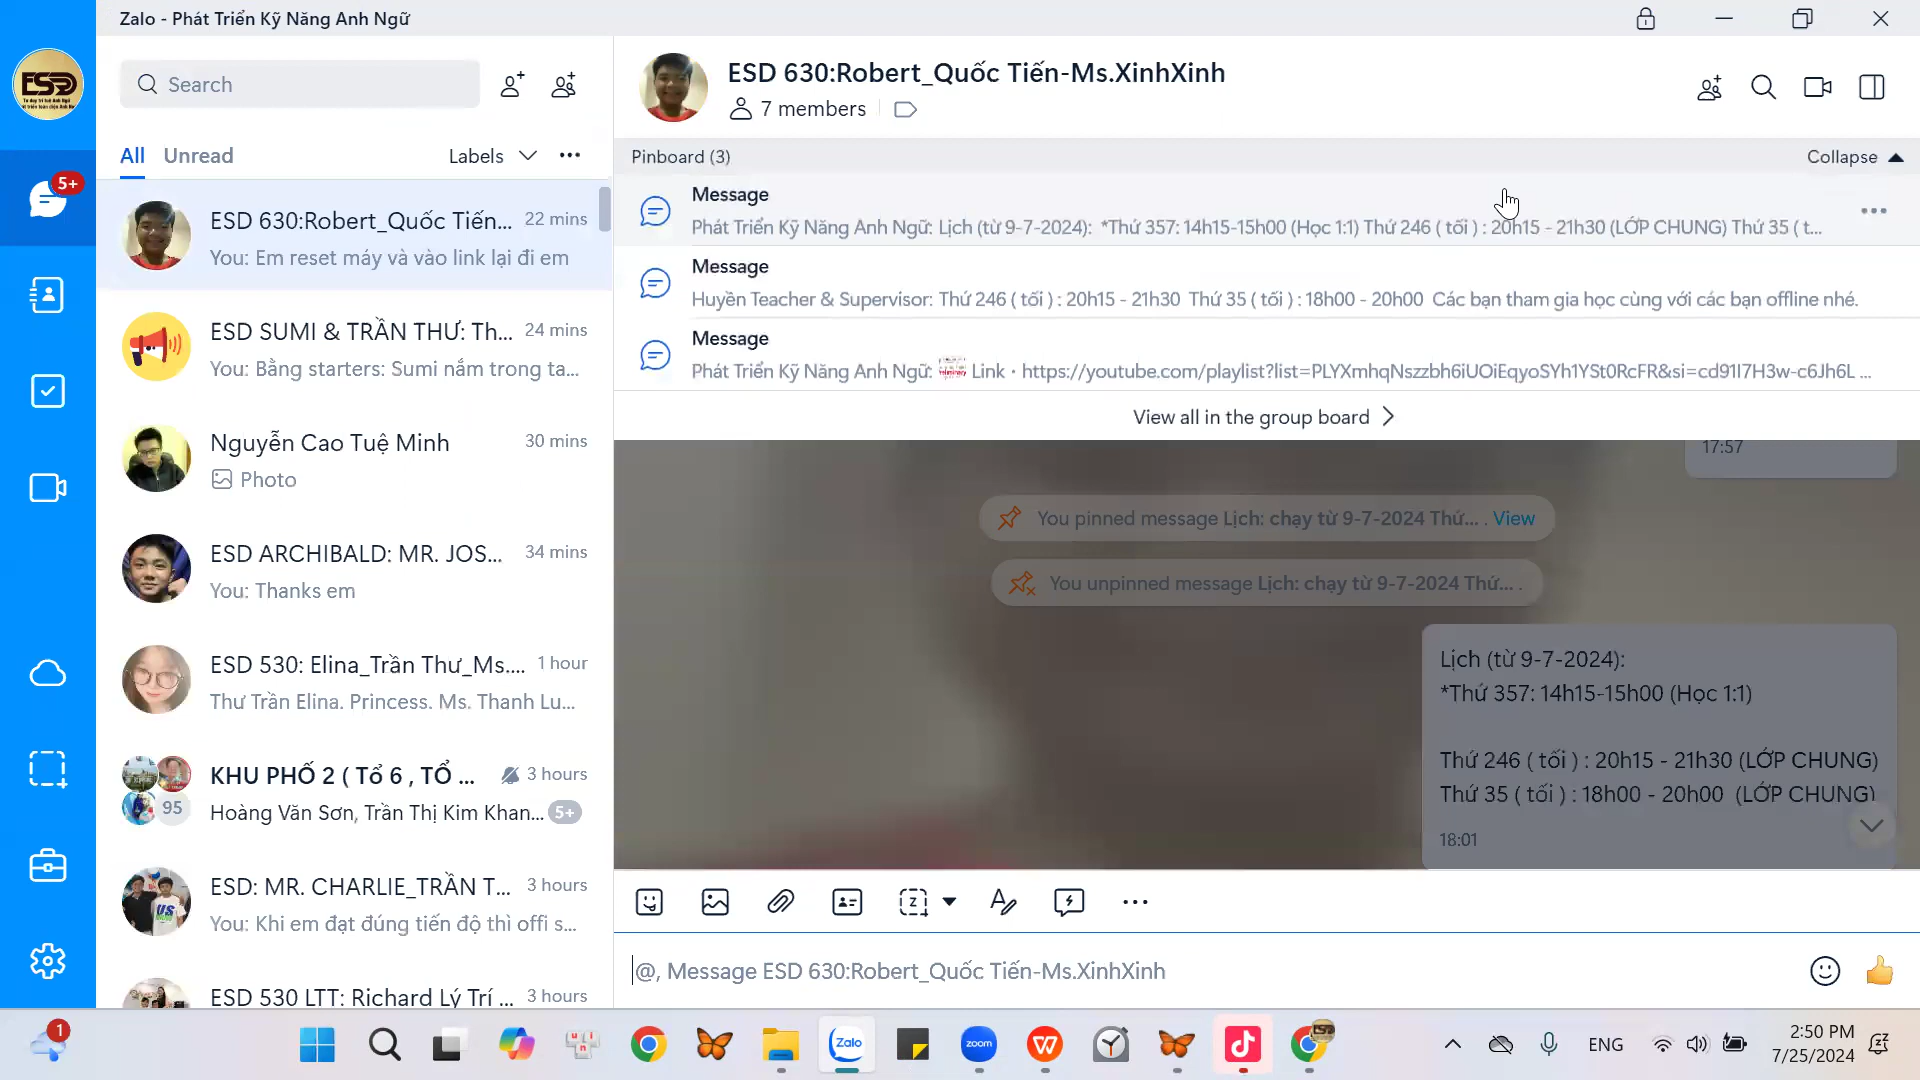 Zalo - Phát Triển Kỹ Năng Anh Ngữ
ESD
5+
Search
All Unread Labels
ESD 630:Robert_Quốc Tiến... 22 mins
You: Em reset máy và vào link lại đi em
ESD SUMI & TRẦN THƯ: Th... 24 mins
You: Bằng starters: Sumi nắm trong ta...
Nguyễn Cao Tuệ Minh 30 mins
Photo
ESD ARCHIBALD: MR. JOS... 34 mins
You: Thanks em
ESD 530: Elina_Trần Thư_Ms.... 1 hour
Thư Trần Elina. Princess. Ms. Thanh Lu...
KHU PHỐ 2 ( Tổ 6 , TỔ ... 3 hours
95 Hoàng Văn Sơn, Trần Thị Kim Khan... 5+
ESD: MR. CHARLIE_TRẦN T... 3 hours
You: Khi em đạt đúng tiến độ thì offi s...
ESD 530 LTT: Richard Lý Trí ... 3 hours
ESD 630:Robert_Quốc Tiến-Ms.XinhXinh
7 members
Pinboard (3) Collapse
Message
Phát Triển Kỹ Năng Anh Ngữ: Lịch (từ 9-7-2024): *Thứ 357: 14h15-15h00 (Học 1:1) Thứ 246 ( tối ) : 20h15 - 21h30 (LỚP CHUNG) Thứ 35 ( t...
Message
Huyền Teacher & Supervisor: Thứ 246 ( tối ) : 20h15 - 21h30 Thứ 35 ( tối ) : 18h00 - 20h00 Các bạn tham gia học cùng với các bạn offline nhé.
Message
Phát Triển Kỹ Năng Anh Ngữ: Link · https://youtube.com/playlist?list=PLYXmhqNszzbh6iUOiEqyoSYh1YSt0RcFR&si=cd91I7H3w-c6Jh6L ...
View all in the group board
17:57
You pinned message Lịch: chạy từ 9-7-2024 Thứ... . View
You unpinned message Lịch: chạy từ 9-7-2024 Thứ... .
Lịch (từ 9-7-2024):
*Thứ 357: 14h15-15h00 (Học 1:1)
Thứ 246 ( tối ) : 20h15 - 21h30 (LỚP CHUNG)
Thứ 35 ( tối ) : 18h00 - 20h00 (LỚP CHUNG)
18:01
@, Message ESD 630:Robert_Quốc Tiến-Ms.XinhXinh
1
Zalo
zoom
ENG
2:50 PM
7/25/2024